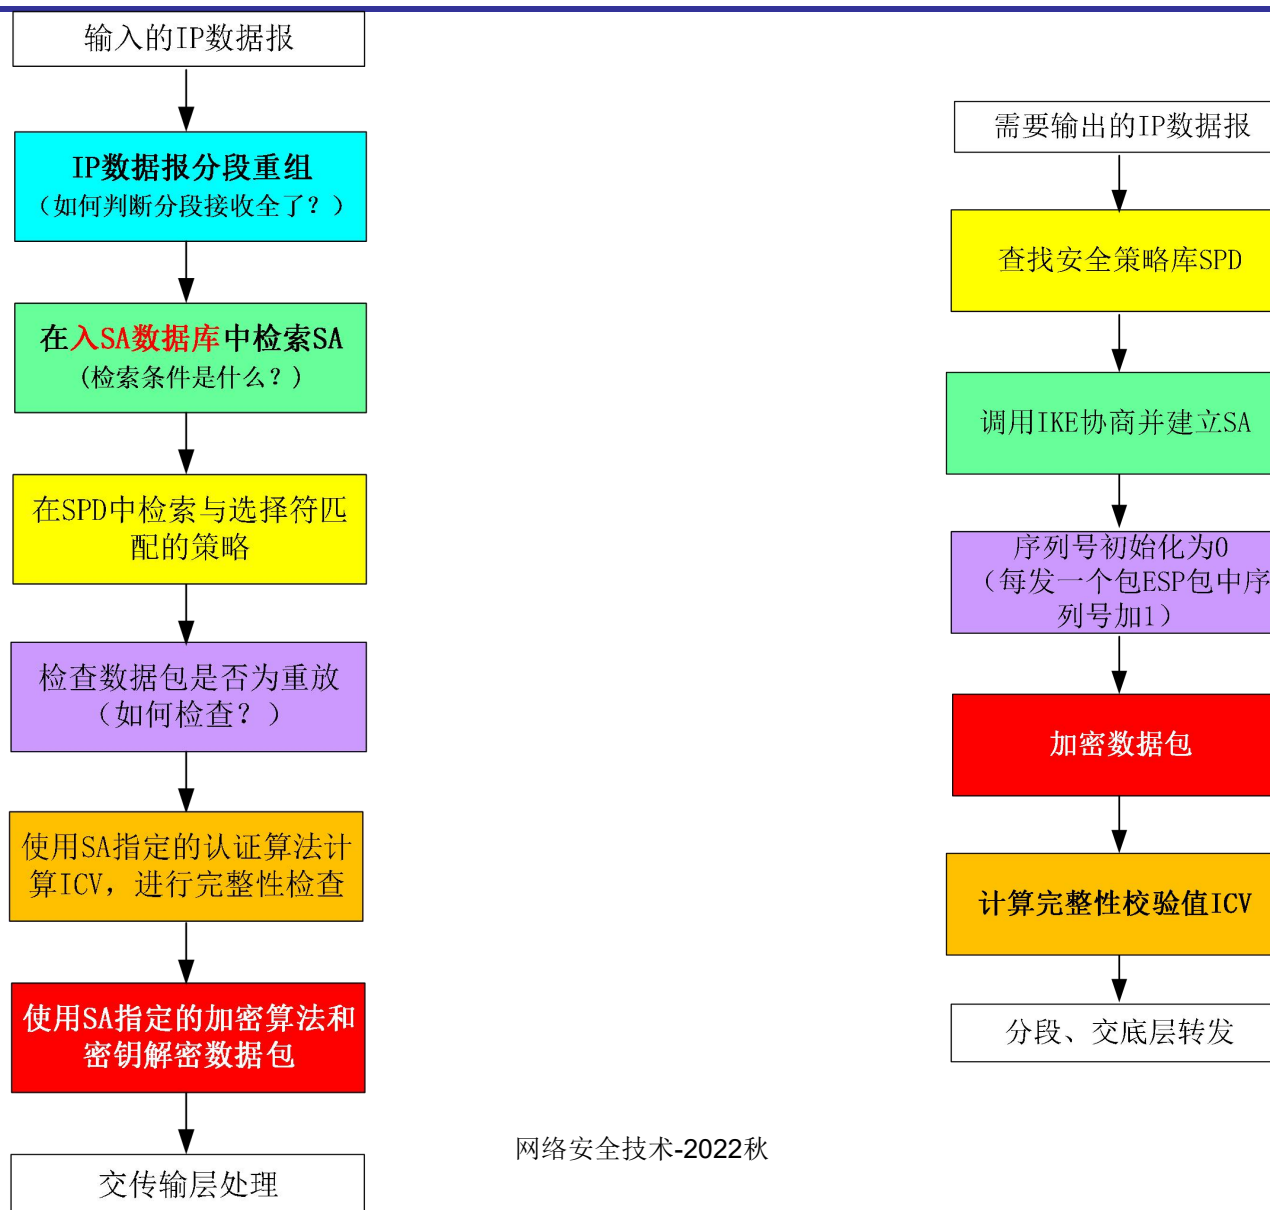 输入的IP数据报
IP数据报分段重组
（如何判断分段接收全了？）
在入SA数据库中检索SA
(检索条件是什么？)
在SPD中检索与选择符匹
配的策略
检查数据包是否为重放
（如何检查？）
使用SA指定的认证算法计
算ICV，进行完整性检查
使用SA指定的加密算法和
密钥解密数据包
交传输层处理
需要输出的IP数据报
查找安全策略库SPD
调用IKE协商并建立SA
序列号初始化为0
（每发一个包ESP包中序
列号加1）
加密数据包
计算完整性校验值ICV
分段、交底层转发
网络安全技术-2022秋